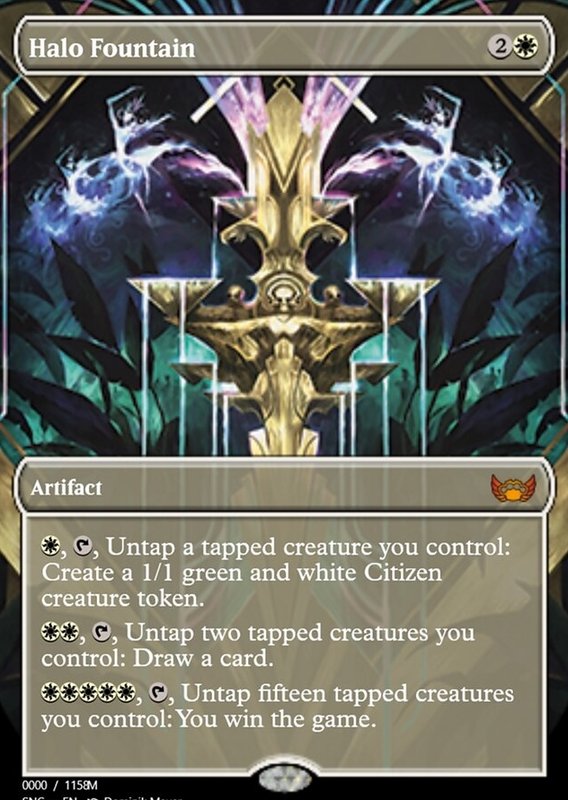 Halo Fountain
2
Artifact
, , Untap a tapped creature you control:
Create a 1/1 green and white Citizen
creature token.
, , Untap two tapped creatures you
control: Draw a card.
, , Untap fifteen tapped creatures
you control: You win the game.
0000 / 1158M